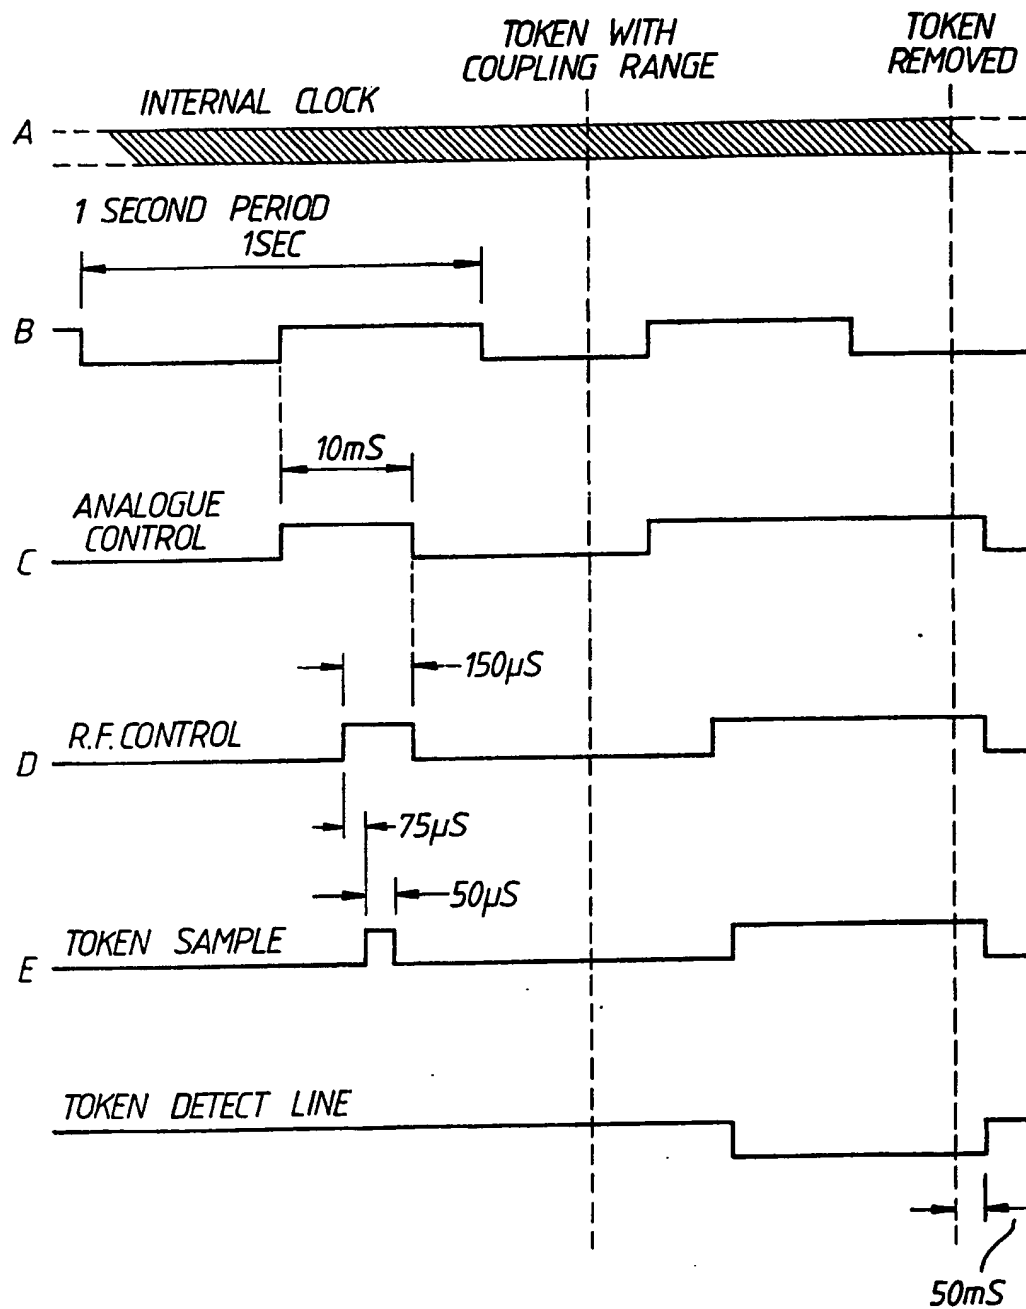 TOKEN WITH
COUPLING RANGE
TOKEN
REMOVED
INTERNAL CLOCK
A
1 SECOND PERIOD
1SEC
B
10mS
ANALOGUE
CONTROL
C
150µS
R.F. CONTROL
D
75µS
50µS
TOKEN SAMPLE
E
TOKEN DETECT LINE
50mS